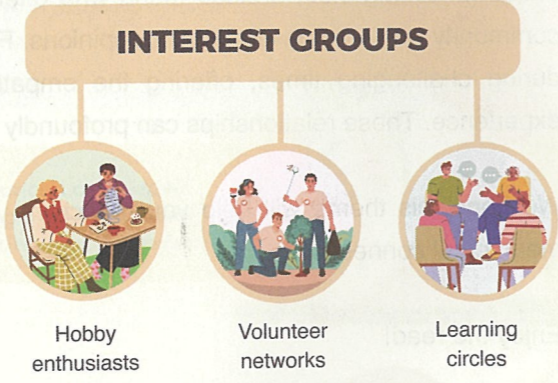 INTEREST GROUPS
Hobby
enthusiasts
Volunteer
networks
Learning
circles